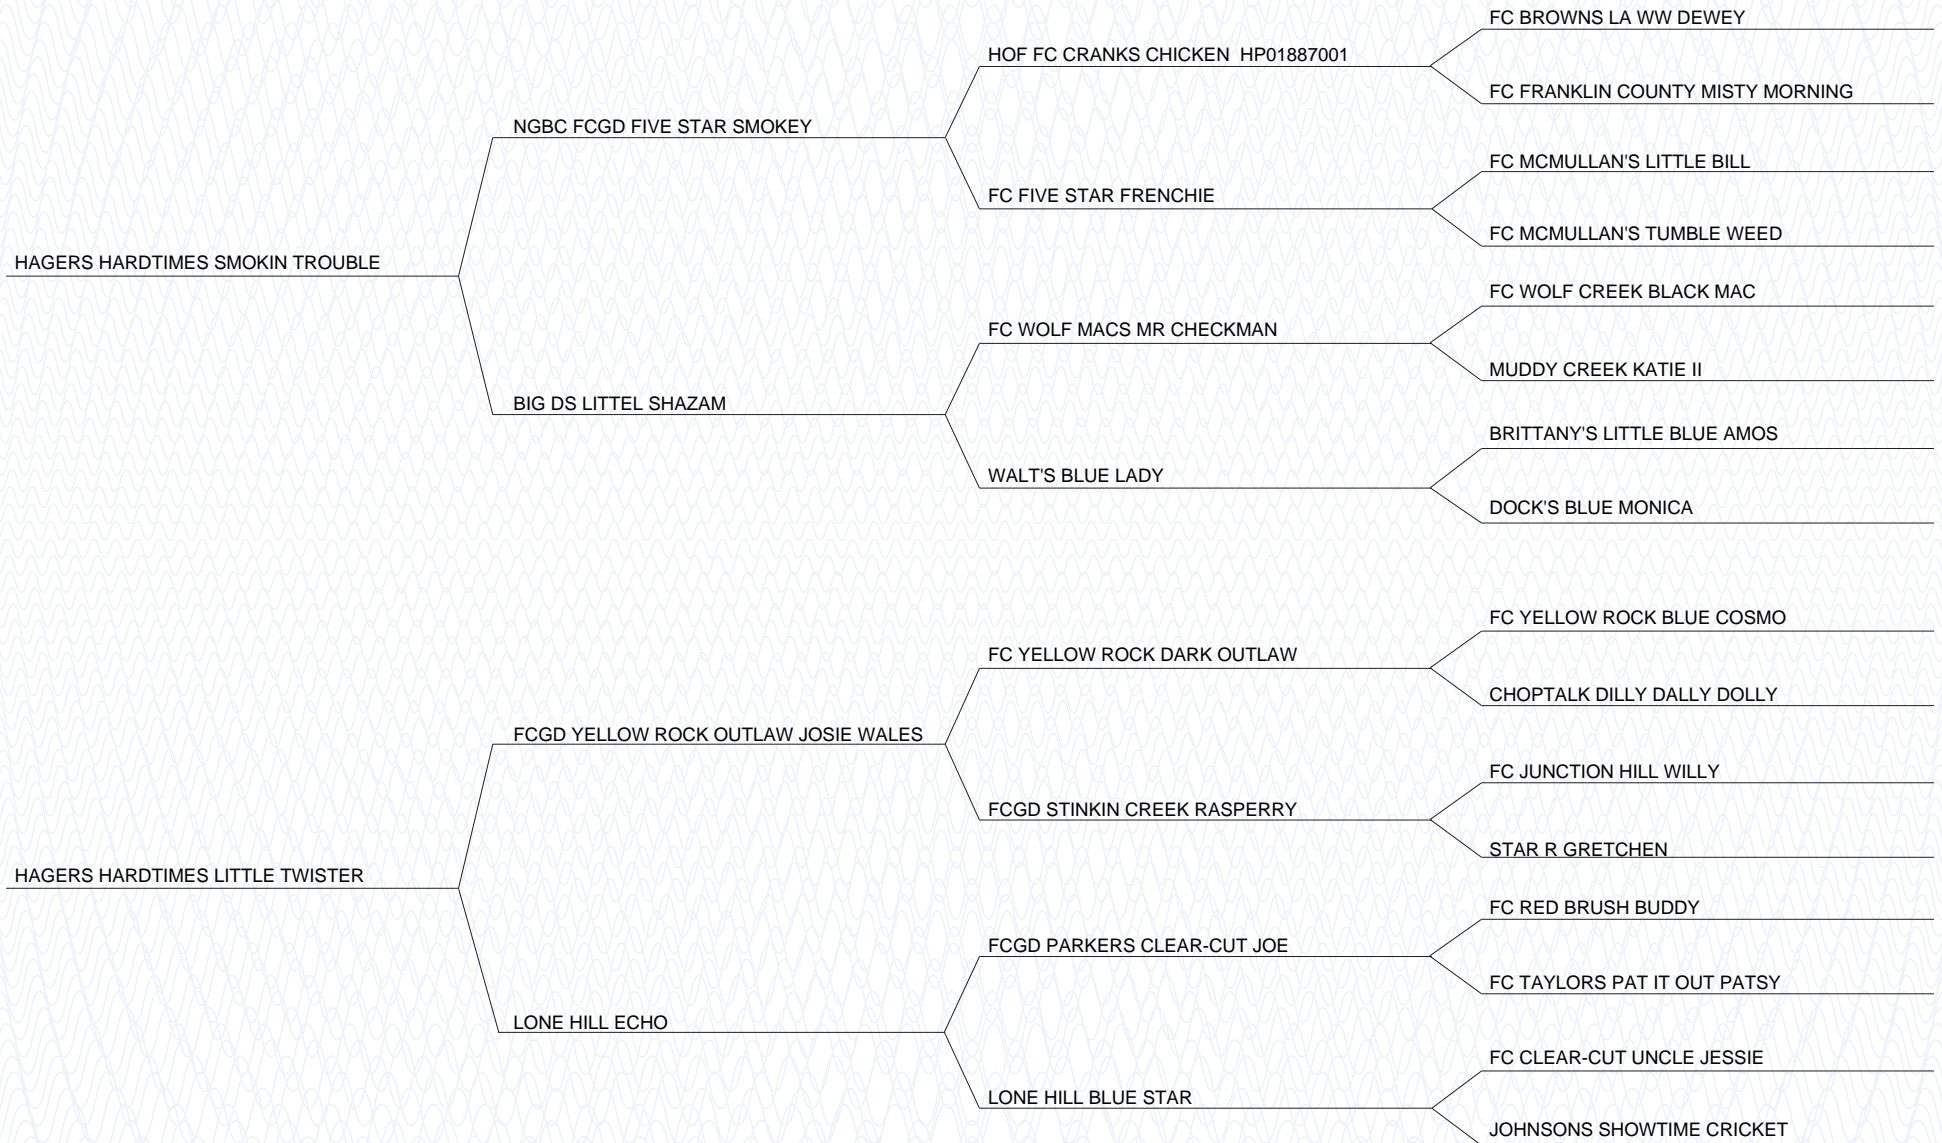 FC BROWNS LA WW DEWEY
HOF FC CRANKS CHICKEN HP01887001
FC FRANKLIN COUNTY MISTY MORNING
NGBC FCGD FIVE STAR SMOKEY
FC MCMULLAN'S LITTLE BILL
FC FIVE STAR FRENCHIE
FC MCMULLAN'S TUMBLE WEED
HAGERS HARDTIMES SMOKIN TROUBLE
FC WOLF CREEK BLACK MAC
FC WOLF MACS MR CHECKMAN
MUDDY CREEK KATIE II
BIG DS LITTEL SHAZAM
BRITTANY'S LITTLE BLUE AMOS
WALT'S BLUE LADY
DOCK'S BLUE MONICA
FC YELLOW ROCK BLUE COSMO
FC YELLOW ROCK DARK OUTLAW
CHOPTALK DILLY DALLY DOLLY
FCGD YELLOW ROCK OUTLAW JOSIE WALES
FC JUNCTION HILL WILLY
FCGD STINKIN CREEK RASPERRY
STAR R GRETCHEN
HAGERS HARDTIMES LITTLE TWISTER
FC RED BRUSH BUDDY
FCGD PARKERS CLEAR-CUT JOE
FC TAYLORS PAT IT OUT PATSY
LONE HILL ECHO
FC CLEAR-CUT UNCLE JESSIE
LONE HILL BLUE STAR
JOHNSONS SHOWTIME CRICKET